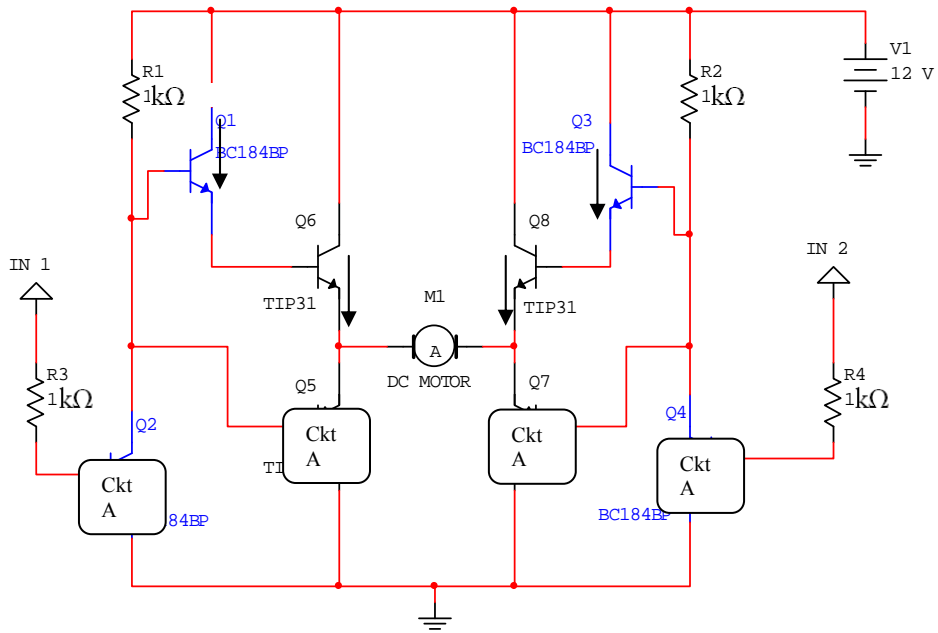 R1
1kΩ
Q1
BC184BP
Q3
BC184BP
R2
1kΩ
V1
12 V
Q6
TIP31
Q8
TIP31
IN 1
IN 2
M1
A
DC MOTOR
R3
1kΩ
Q2
Ckt
A
84BP
Q5
Ckt
A
Q7
Ckt
A
Q4
Ckt
A
BC184BP
R4
1kΩ